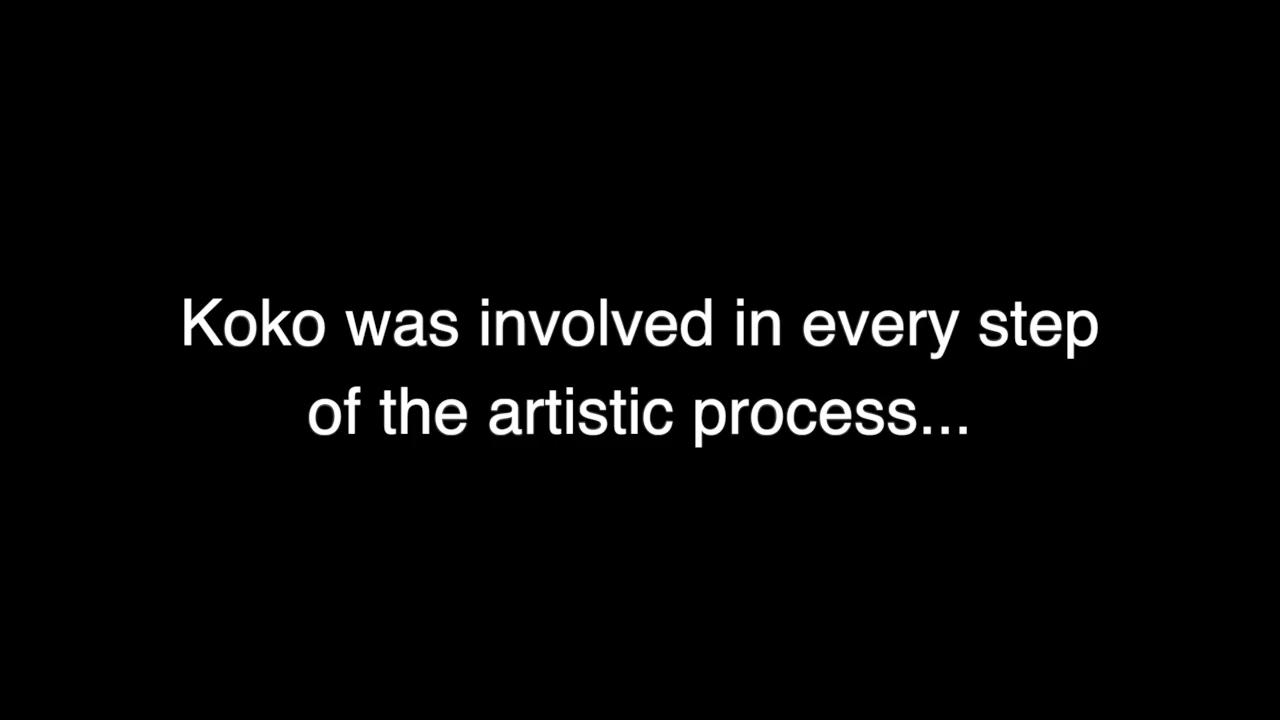 Koko was involved in every step
of the artistic process...